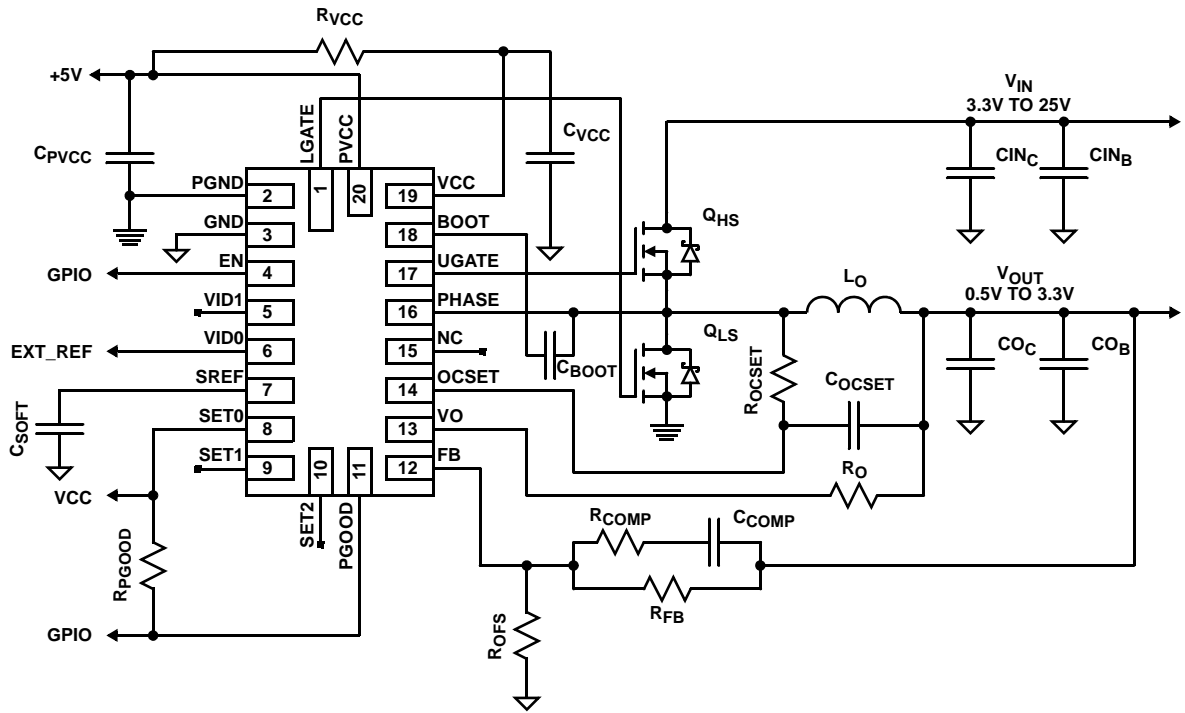 RVCC
+5V
CPVCC
LGATE
PVCC
CVCC
VIN
3.3V TO 25V
CINC
CINB
1
20
PGND
2
19
VCC
GND
3
18
BOOT
QHS
GPIO
EN
4
17
UGATE
VID1
5
16
PHASE
LO
VOUT
0.5V TO 3.3V
EXT_REF
VID0
6
15
NC
QLS
CBOOT
ROCSET
COCSET
COC
COB
SREF
7
14
OCSET
CSOFT
SET0
8
13
VO
SET1
9
10
11
12
FB
RO
VCC
SET2
PGOOD
RCOMP
CCOMP
RPGOOD
RFB
GPIO
ROFS